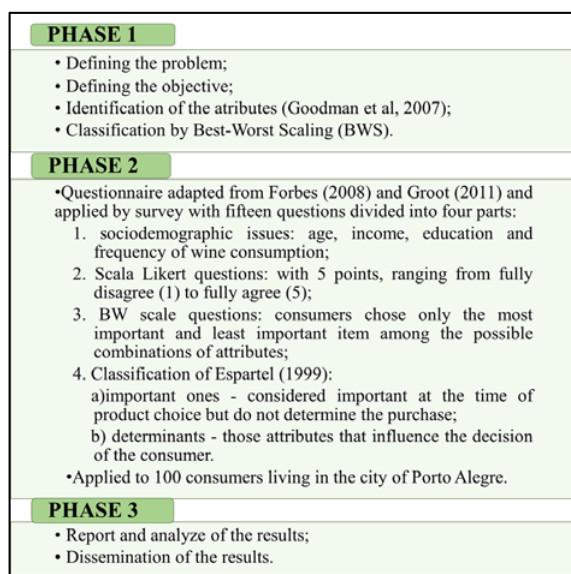 PHASE 1
• Defining the problem;
• Defining the objective;
• Identification of the atributes (Goodman et al, 2007);
• Classification by Best-Worst Scaling (BWS).
PHASE 2
•Questionnaire adapted from Forbes (2008) and Groot (2011) and
applied by survey with fifteen questions divided into four parts:
1. sociodemographic issues: age, income, education and
frequency of wine consumption;
2. Scala Likert questions: with 5 points, ranging from fully
disagree (1) to fully agree (5);
3. BW scale questions: consumers chose only the most
important and least important item among the possible
combinations of attributes;
4. Classification of Espartel (1999):
a)important ones - considered important at the time of
product choice but do not determine the purchase;
b) determinants - those attributes that influence the decision
of the consumer.
•Applied to 100 consumers living in the city of Porto Alegre.
PHASE 3
• Report and analyze of the results;
• Dissemination of the results.